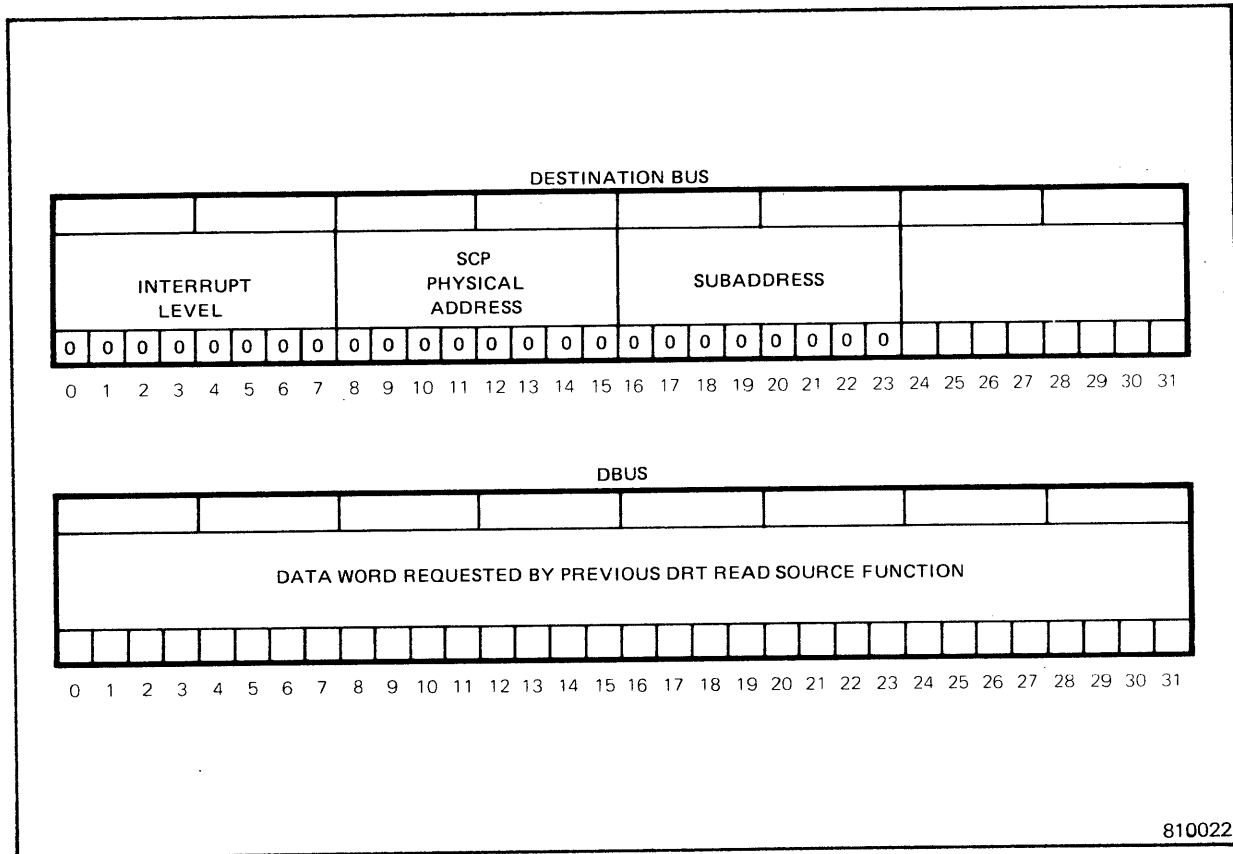 DESTINATION BUS
INTERRUPT
LEVEL
SCP
PHYSICAL
ADDRESS
SUBADDRESS
0 0 0 0 0 0 0 0 0 0 0 0 0 0 0 0 0 0 0 0 0 0 0 0
0 1 2 3 4 5 6 7 8 9 10 11 12 13 14 15 16 17 18 19 20 21 22 23 24 25 26 27 28 29 30 31
DBUS
DATA WORD REQUESTED BY PREVIOUS DRT READ SOURCE FUNCTION
0 1 2 3 4 5 6 7 8 9 10 11 12 13 14 15 16 17 18 19 20 21 22 23 24 25 26 27 28 29 30 31
810022